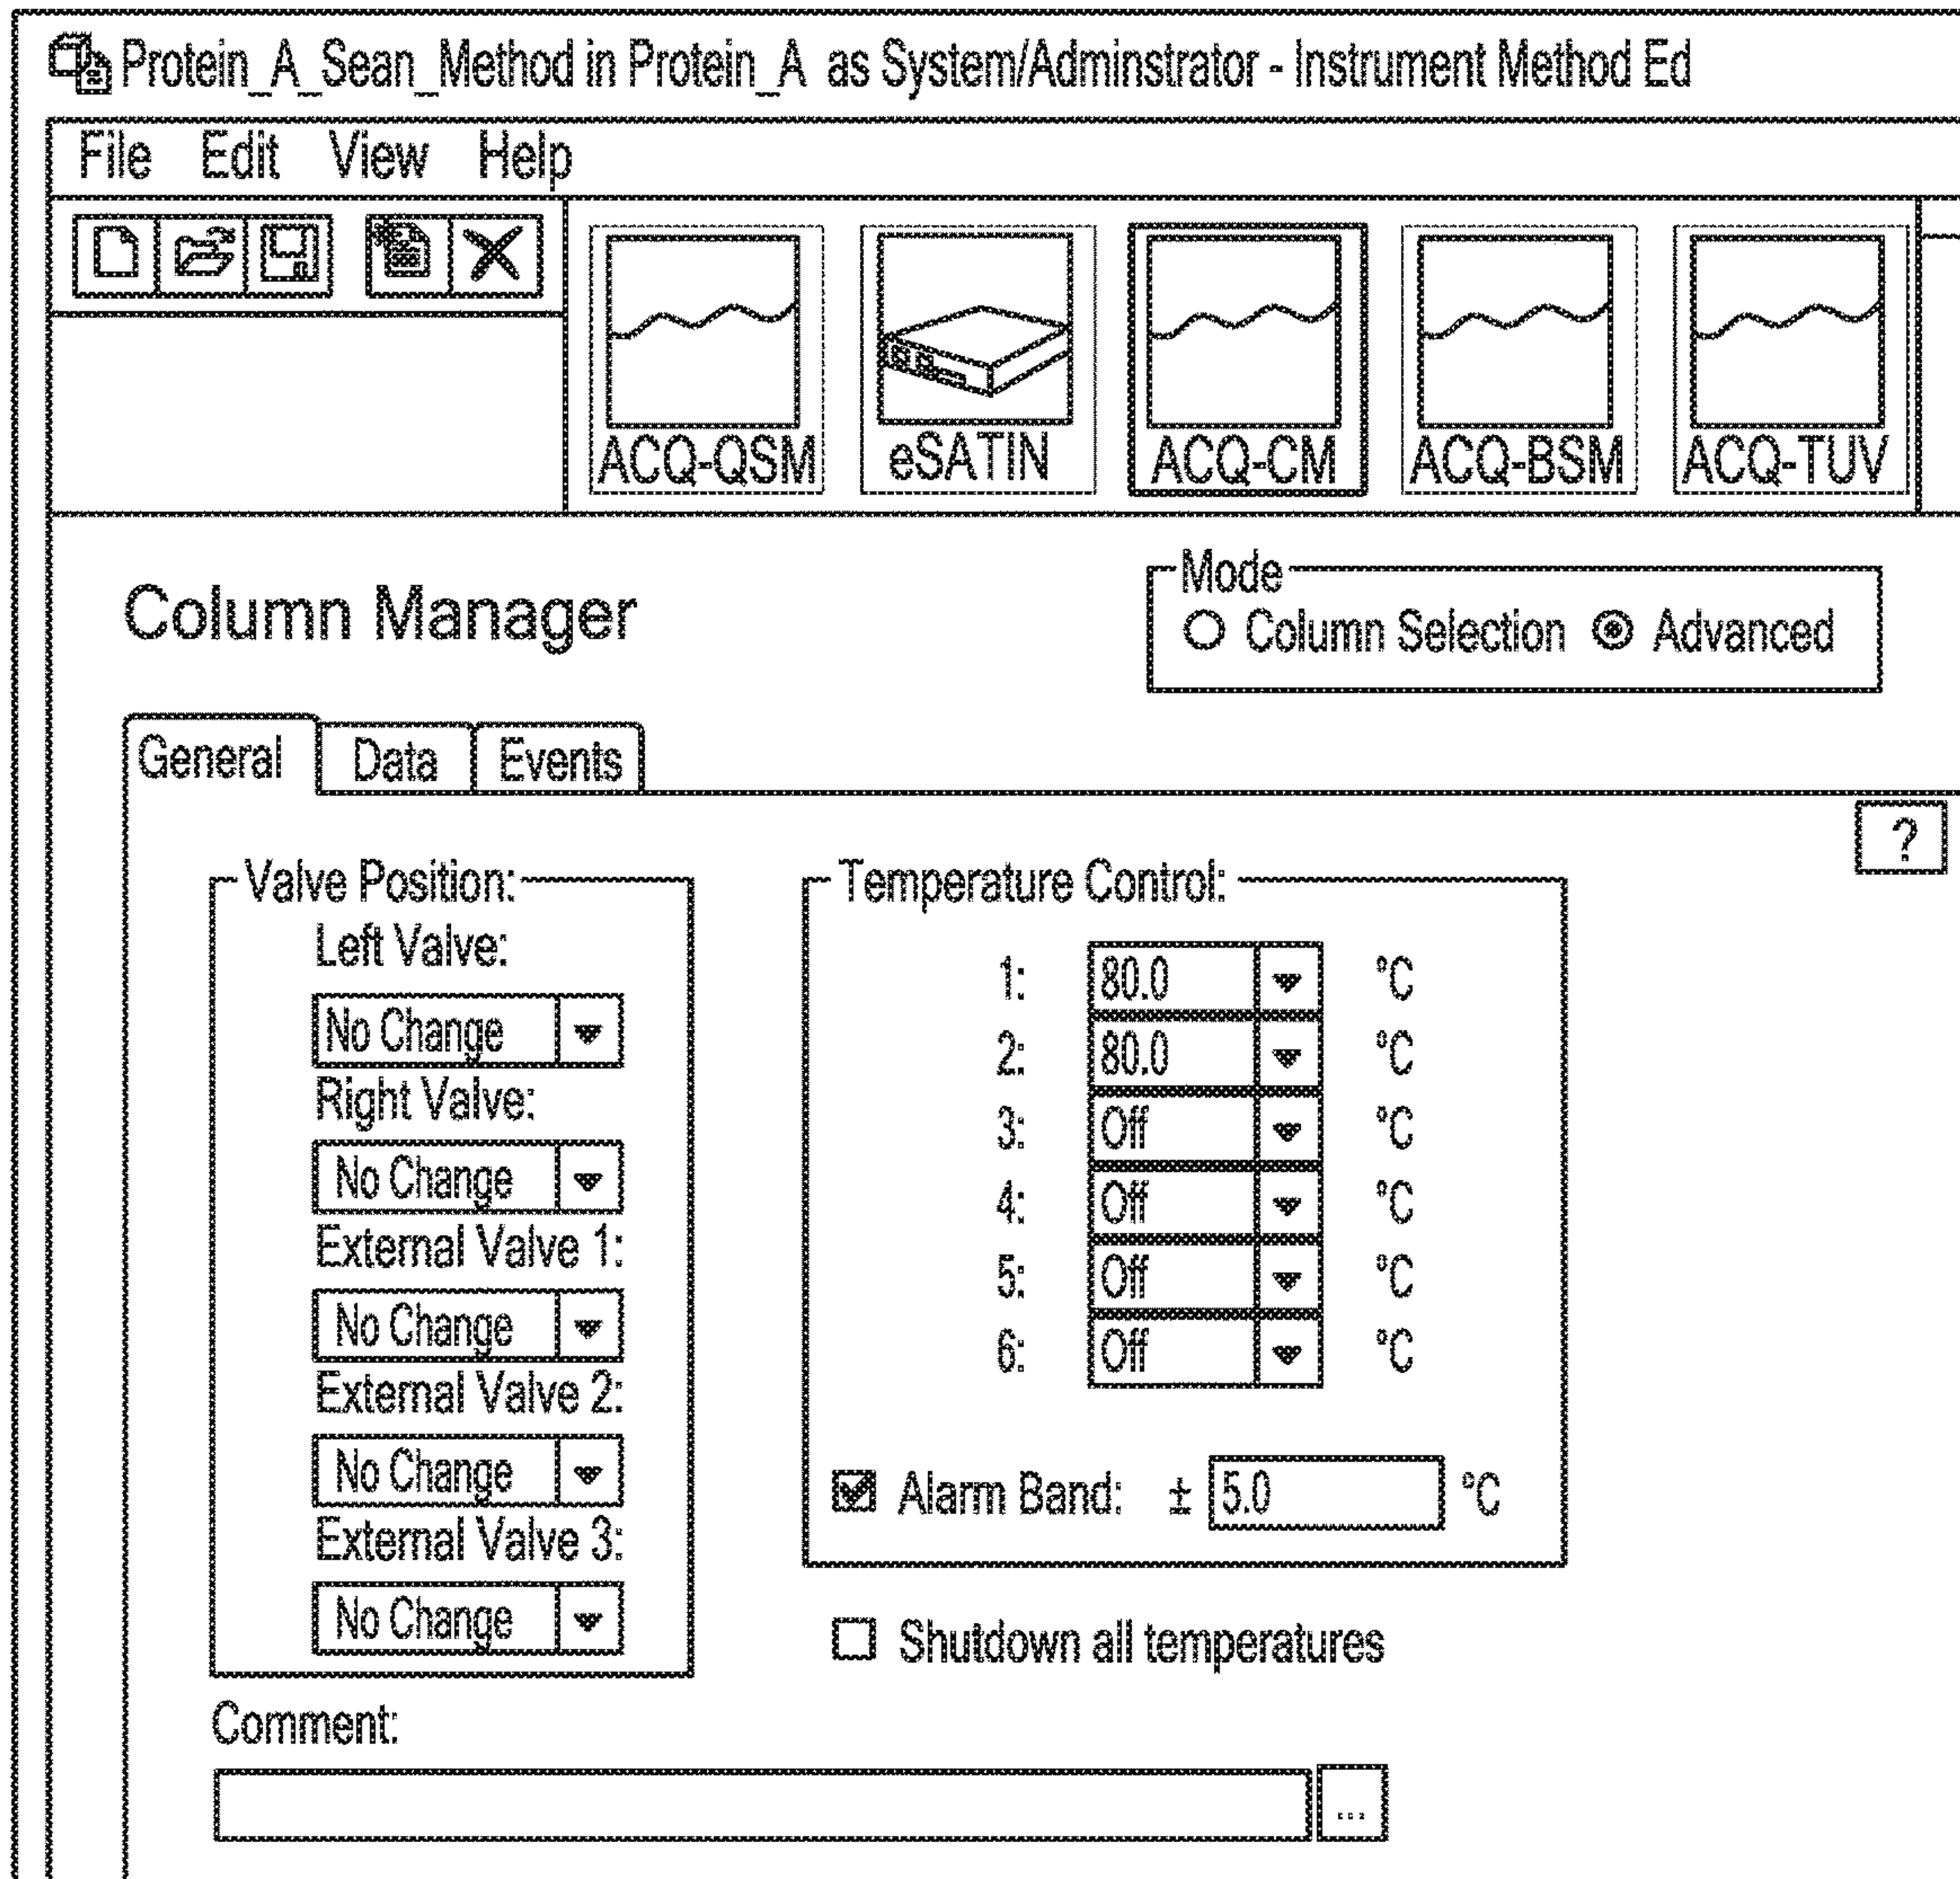 Protein_A_Sean_Method in Protein_A as System/Adminstrator - Instrument Method Ed
File Edit View Help
ACQ-QSM eSATIN ACQ-CM ACQ-BSM ACQ-TUV
Column Manager
Mode
Column Selection Advanced
General Data Events
?
Valve Position:
Left Valve:
No Change
Right Valve:
No Change
External Valve 1:
No Change
External Valve 2:
No Change
External Valve 3:
No Change
Temperature Control:
1: 80.0 °C
2: 80.0 °C
3: Off °C
4: Off °C
5: Off °C
6: Off °C
Alarm Band: ± 5.0 °C
Shutdown all temperatures
Comment:
...